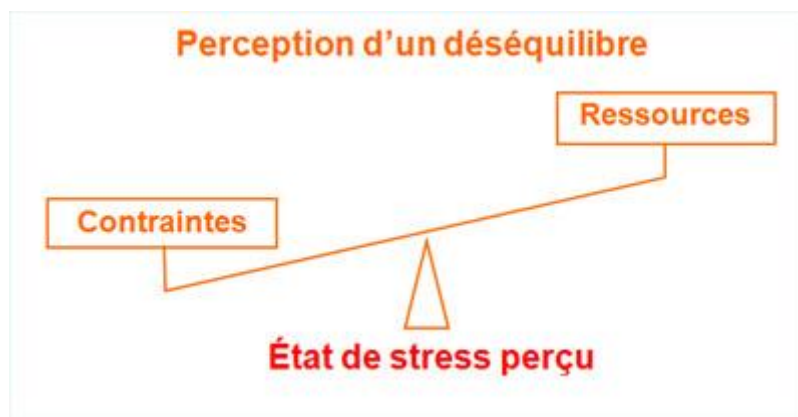 Perception d’un déséquilibre
Ressources
Contraintes
État de stress perçu